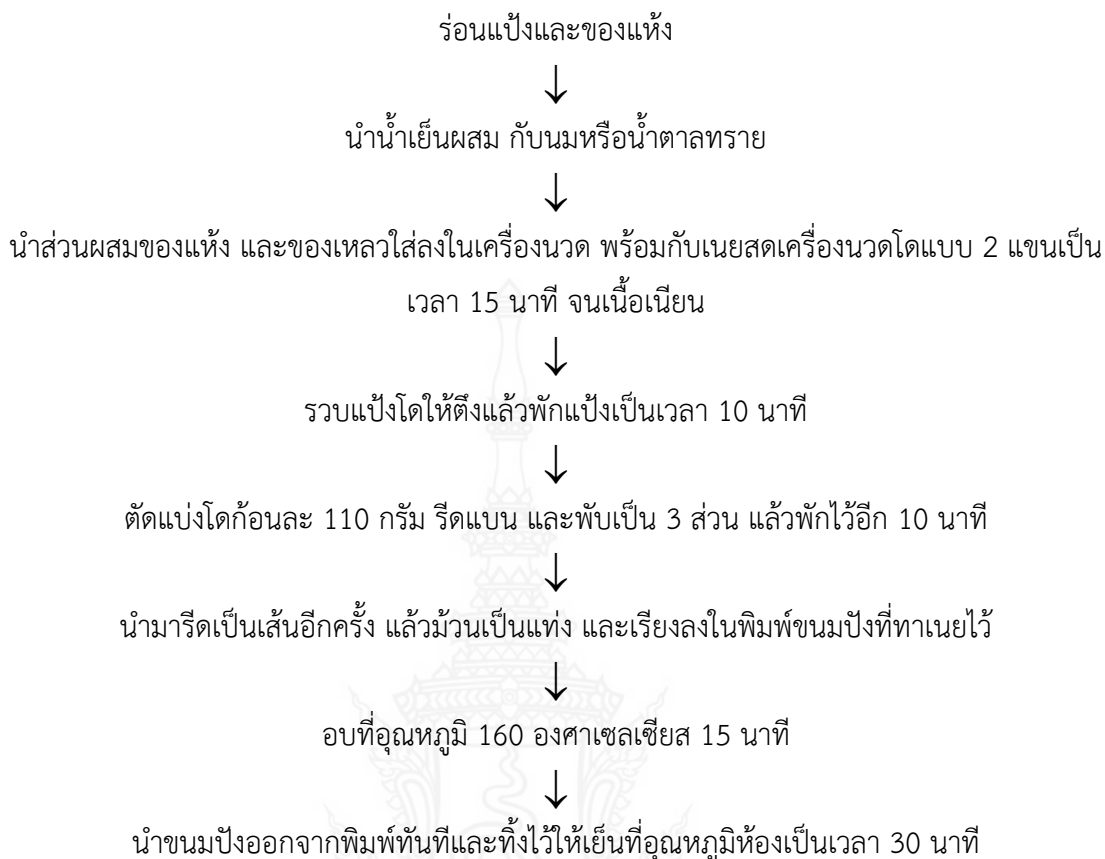 ร่อนแป้งและของแห้ง
↓
นำน้ำเย็นผสม กับนมหรือน้ำตาลทราย
↓
นำส่วนผสมของแห้ง และของเหลวใส่ลงในเครื่องนวด พร้อมกับเนยสดเครื่องนวดโดแบบ 2 แขนเป็น
เวลา 15 นาที จนเนื้อเนียน
↓
รวบแป้งโดให้ตึงแล้วพักแป้งเป็นเวลา 10 นาที
↓
ตัดแบ่งโดก้อนละ 110 กรัม รีดแบน และพับเป็น 3 ส่วน แล้วพักไว้อีก 10 นาที
↓
นำมารีดเป็นเส้นอีกครั้ง แล้วม้วนเป็นแท่ง และเรียงลงในพิมพ์ขนมปังที่ทาเนยไว้
↓
อบที่อุณหภูมิ 160 องศาเซลเซียส 15 นาที
↓
นำขนมปังออกจากพิมพ์ทันทีและทิ้งไว้ให้เย็นที่อุณหภูมิห้องเป็นเวลา 30 นาที